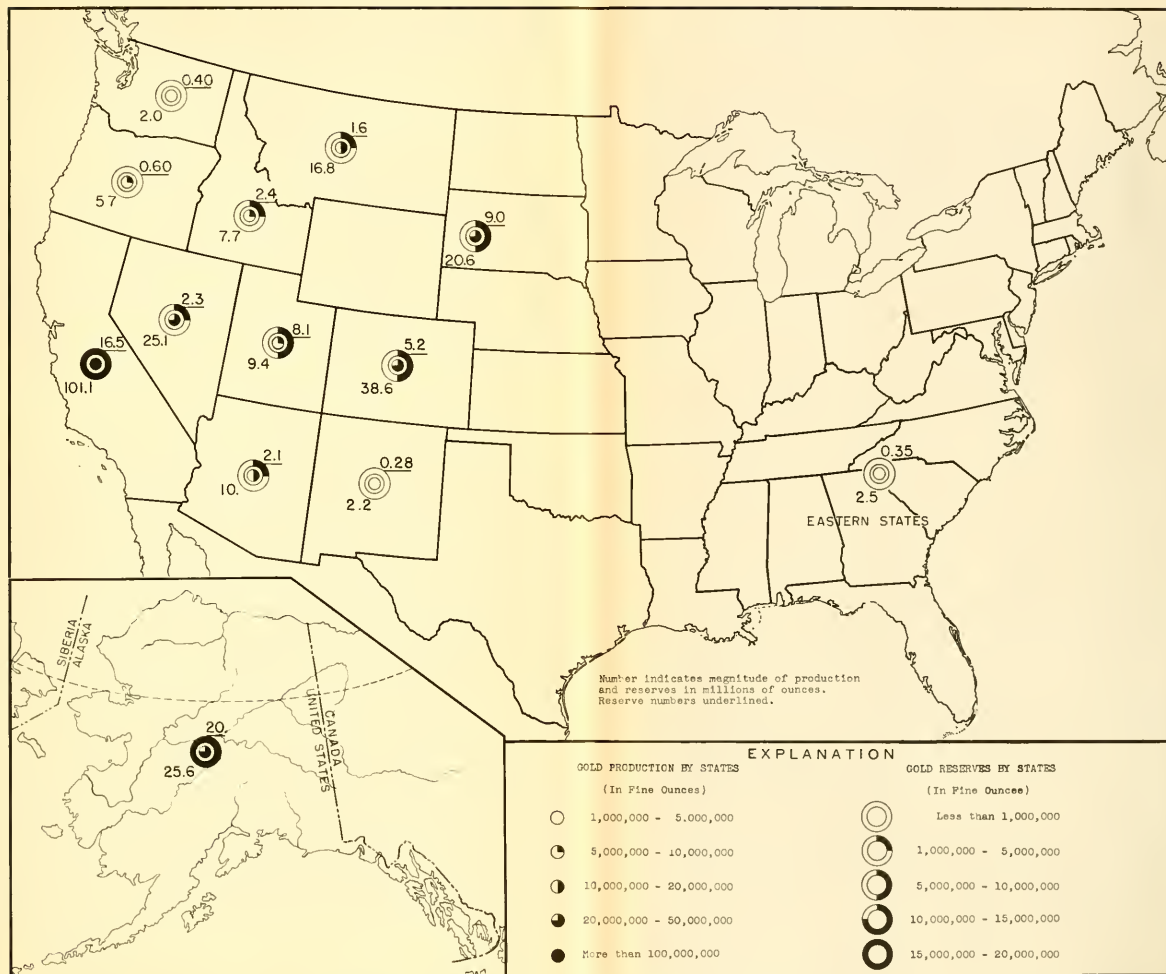 0.40
2.0
1.6
16.8
0.60
5.7
2.4
7.7
9.0
20.6
2.3
25.1
8.1
9.4
16.5
101.1
5.2
38.6
2.1
10.
0.28
2.2
0.35
2.5
EASTERN STATES
SIBERIA
ALASKA
CANADA
UNITED STATES
20
25.6
Number indicates magnitude of production
and reserves in millions of ounces.
Reserve numbers underlined.
EXPLANATION
GOLD PRODUCTION BY STATES
(In Fine Ounces)
1,000,000 - 5.000,000
5,000,000 - 10,000,000
10,000,000 - 20,000,000
20,000,000 - 50,000,000
More than 100,000,000
GOLD RESERVES BY STATES
(In Fine Ounces)
Less than 1,000,000
1,000,000 - 5,000,000
5,000,000 - 10,000,000
10,000,000 - 15,000,000
15,000,000 - 20,000,000